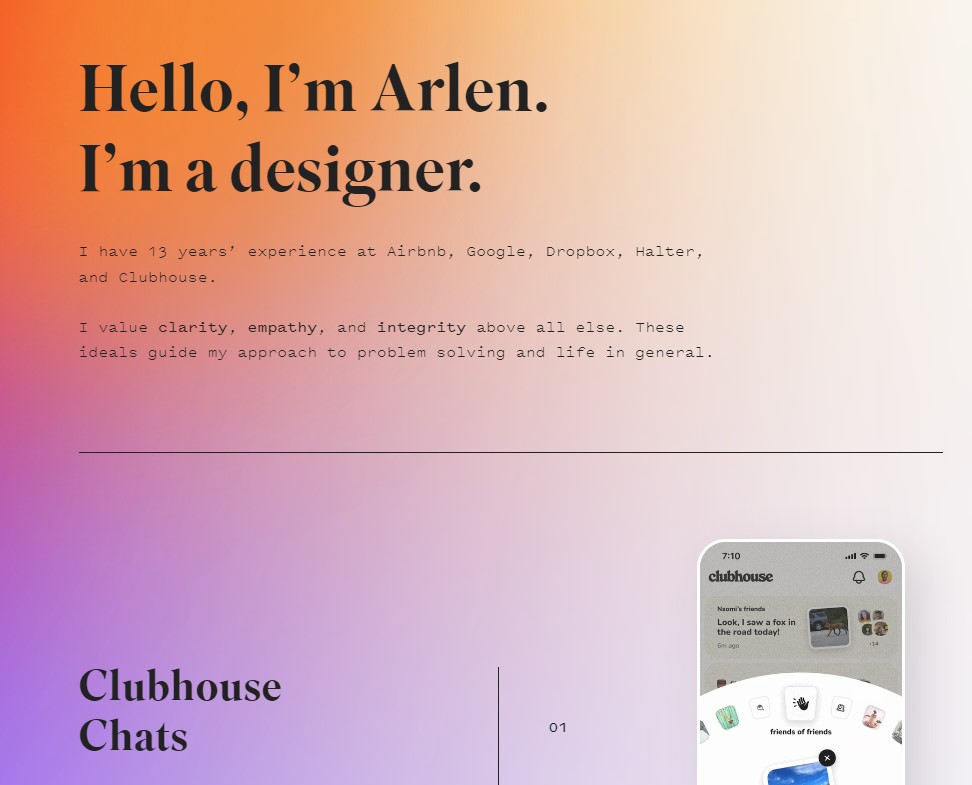 Hello, I’m Arlen.
I’m a designer.
I have 13 years’ experience at Airbnb, Google, Dropbox, Halter,
and Clubhouse.
I value clarity, empathy, and integrity above all else. These
ideals guide my approach to problem solving and life in general.
Clubhouse
Chats
01
7:10
clubhouse
Naomi's friends
Look, I saw a fox in
the road today!
6m ago
+14
friends of friends